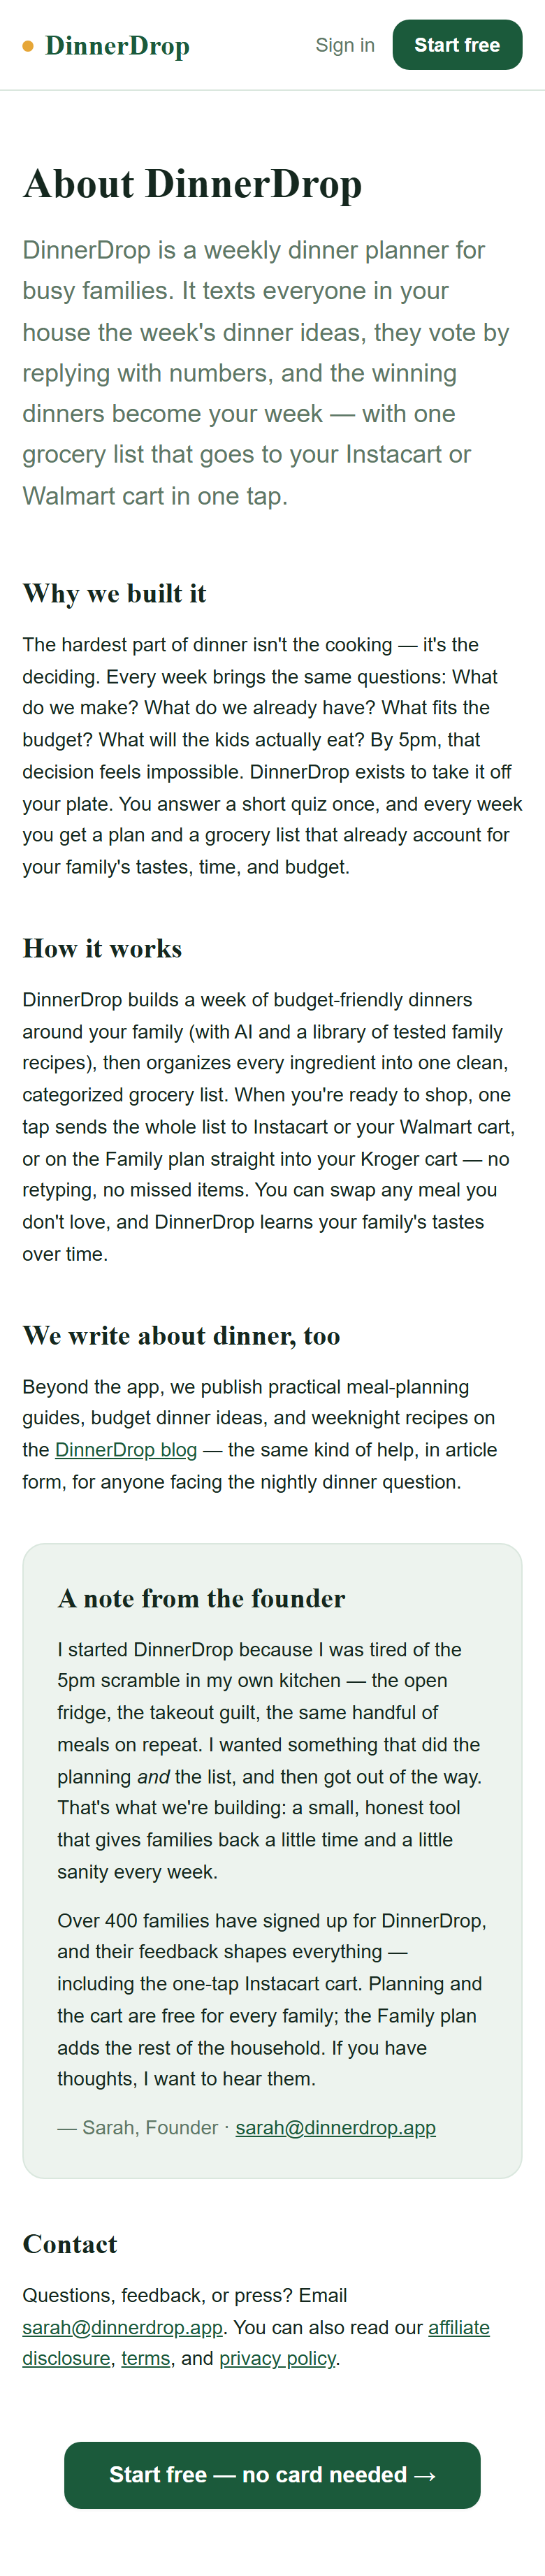 DinnerDrop
Sign in
Start free
About DinnerDrop
DinnerDrop is a weekly dinner planner for
busy families. It texts everyone in your
house the week's dinner ideas, they vote by
replying with numbers, and the winning
dinners become your week — with one
grocery list that goes to your Instacart or
Walmart cart in one tap.
Why we built it
The hardest part of dinner isn't the cooking — it's the
deciding. Every week brings the same questions: What
do we make? What do we already have? What fits the
budget? What will the kids actually eat? By 5pm, that
decision feels impossible. DinnerDrop exists to take it off
your plate. You answer a short quiz once, and every week
you get a plan and a grocery list that already account for
your family's tastes, time, and budget.
How it works
DinnerDrop builds a week of budget-friendly dinners
around your family (with AI and a library of tested family
recipes), then organizes every ingredient into one clean,
categorized grocery list. When you're ready to shop, one
tap sends the whole list to Instacart or your Walmart cart,
or on the Family plan straight into your Kroger cart — no
retyping, no missed items. You can swap any meal you
don't love, and DinnerDrop learns your family's tastes
over time.
We write about dinner, too
Beyond the app, we publish practical meal-planning
guides, budget dinner ideas, and weeknight recipes on
the DinnerDrop blog — the same kind of help, in article
form, for anyone facing the nightly dinner question.
A note from the founder
I started DinnerDrop because I was tired of the
5pm scramble in my own kitchen — the open
fridge, the takeout guilt, the same handful of
meals on repeat. I wanted something that did the
planning and the list, and then got out of the way.
That's what we're building: a small, honest tool
that gives families back a little time and a little
sanity every week.
Over 400 families have signed up for DinnerDrop,
and their feedback shapes everything —
including the one-tap Instacart cart. Planning and
the cart are free for every family; the Family plan
adds the rest of the household. If you have
thoughts, I want to hear them.
— Sarah, Founder · sarah@dinnerdrop.app
Contact
Questions, feedback, or press? Email
sarah@dinnerdrop.app. You can also read our affiliate
disclosure, terms, and privacy policy.
Start free — no card needed →